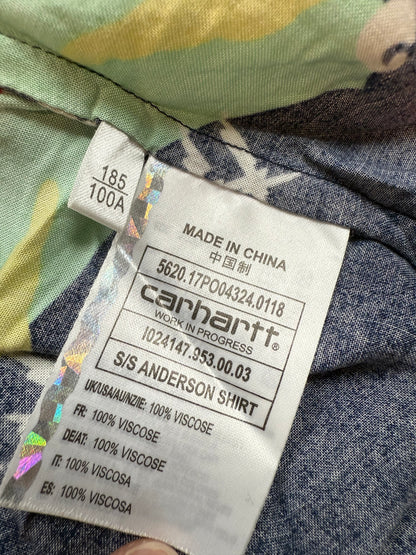 185
100A
MADE IN CHINA
中国制
5620.17PO04324.0118
carhartt®
WORK IN PROGRESS
I024147.953.00.03
S/S ANDERSON SHIRT
UK/USA/AU/NZ/IE: 100% VISCOSE
FR: 100% VISCOSE
DE/AT: 100% VISCOSE
IT: 100% VISCOSA
ES: 100% VISCOSA